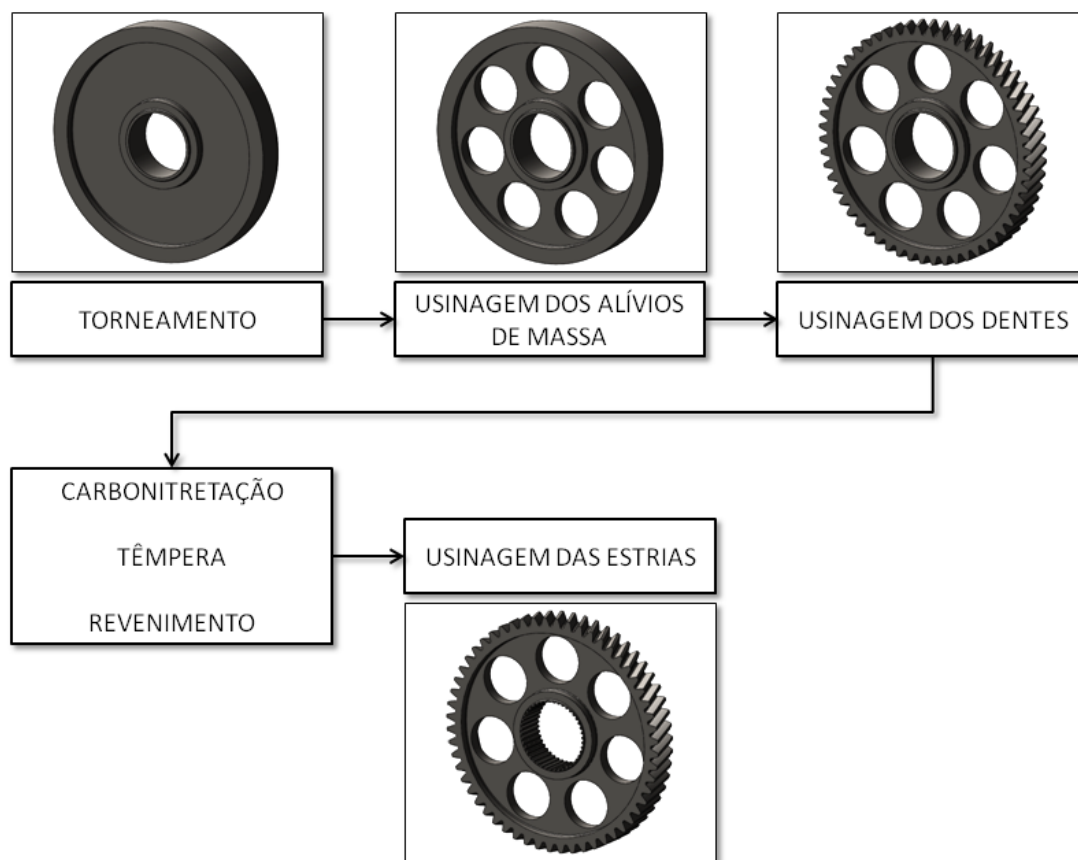 TORNEAMENTO
USINAGEM DOS ALÍVIOS
DE MASSA
USINAGEM DOS DENTES
CARBONITRETAÇÃO
TÊMPERA
REVENIMENTO
USINAGEM DAS ESTRIAS